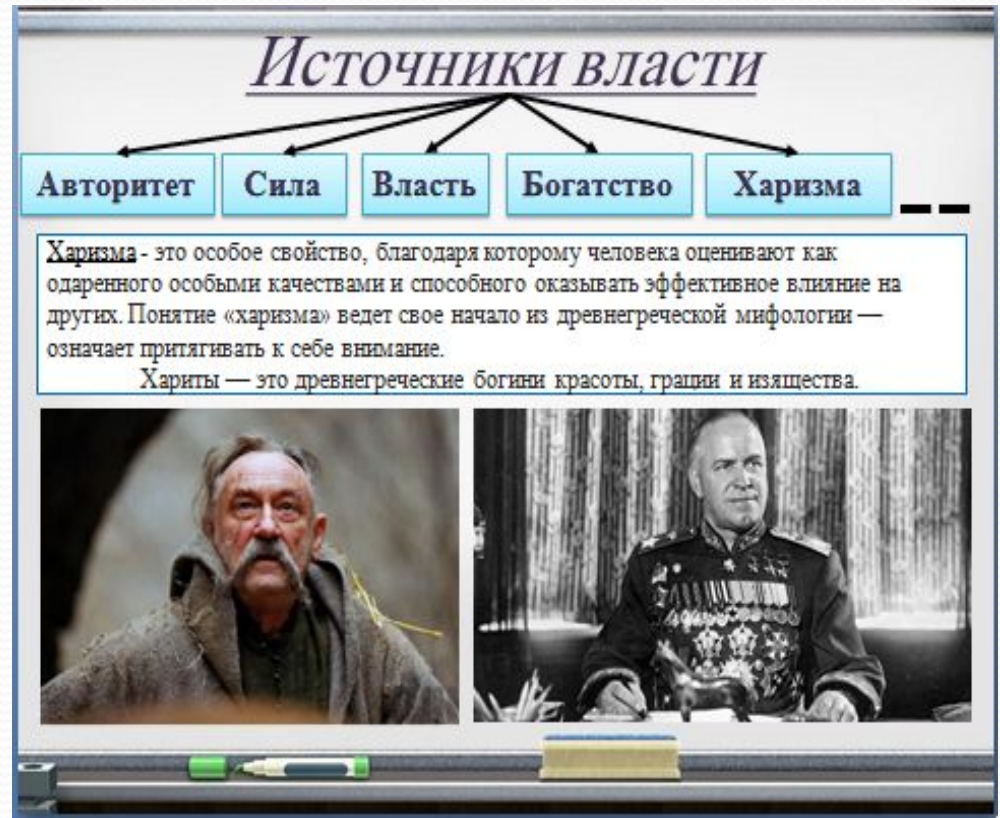 Источники власти
Авторитет
Сила
Власть
Богатство
Харизма
Харизма - это особое свойство, благодаря которому человека оценивают как
одаренного особыми качествами и способного оказывать эффективное влияние на
других. Понятие «харизма» ведет свое начало из древнегреческой мифологии —
означает притягивать к себе внимание.
Хариты — это древнегреческие богини красоты, грации и изящества.